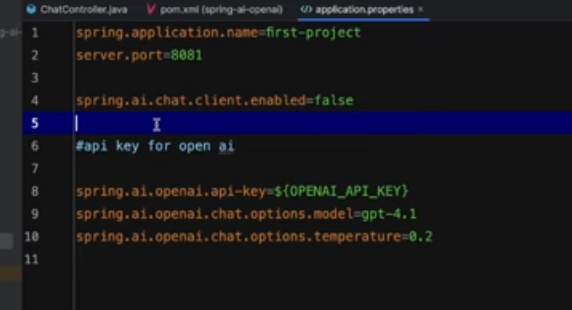 ChatController.java pom.xml (spring-ai-openai) application.properties ×
1 spring.application.name=first-project
2 server.port=8081
3
4 spring.ai.chat.client.enabled=false
5
6 #api key for open ai
7
8 spring.ai.openai.api-key=${OPENAI_API_KEY}
9 spring.ai.openai.chat.options.model=gpt-4.1
10 spring.ai.openai.chat.options.temperature=0.2
11